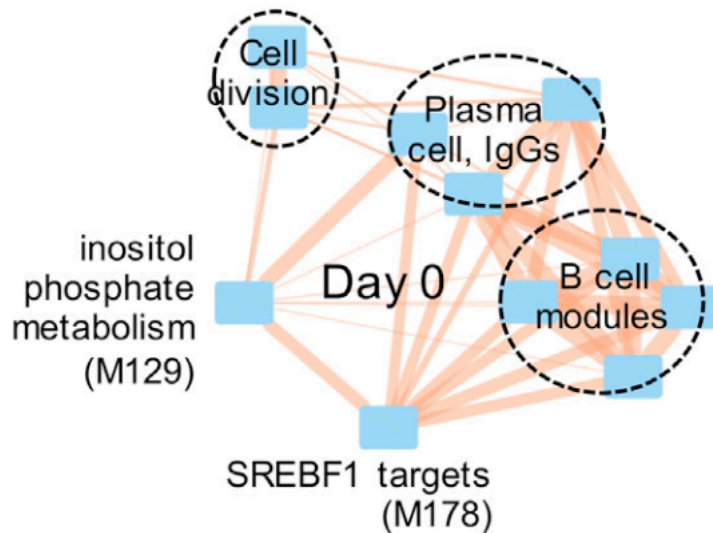 Cell
division
Plasma
cell, IgGs
inositol
phosphate
metabolism
(M129)
Day 0
B cell
modules
SREBF1 targets
(M178)